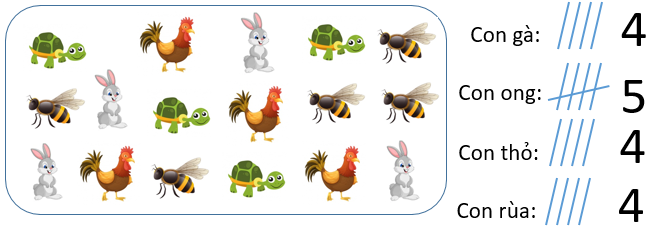 Con gà: 4
Con ong: 5
Con thỏ: 4
Con rùa: 4